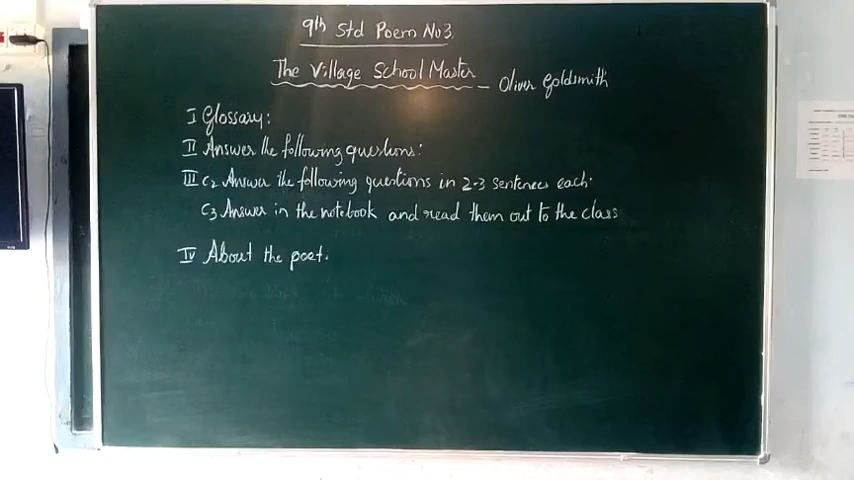 9th Std Poem No 3.
The Village School Master - Oliver Goldsmith
I Glossary:
II Answer the following questions:
III C2 Answer the following questions in 2-3 sentences each.
C3 Answer in the notebook and read them out to the class
IV About the poet.